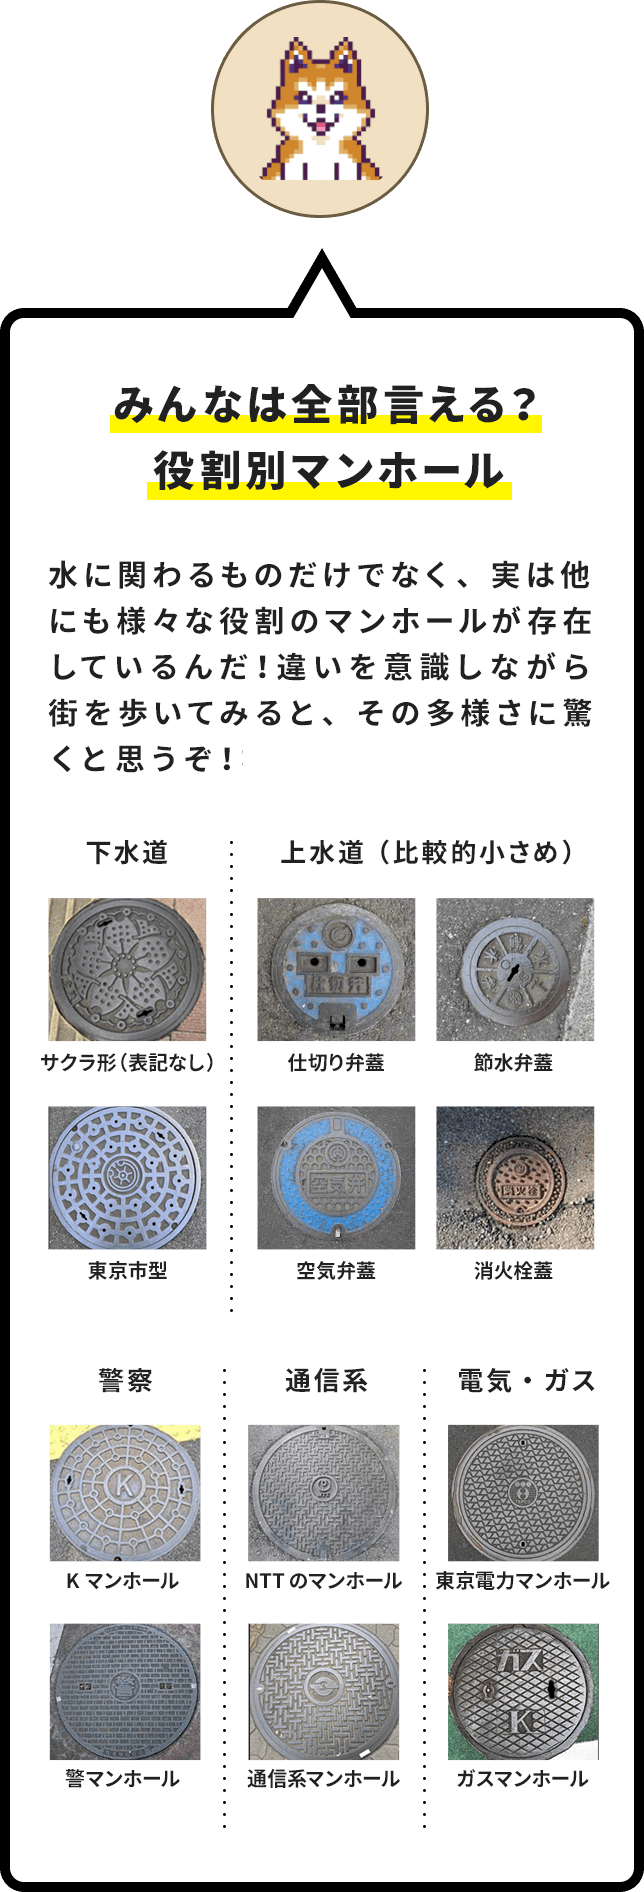 みんなは全部言える？
役割別マンホール
水に関わるものだけでなく、実は他
にも様々な役割のマンホールが存在
しているんだ！違いを意識しながら
街を歩いてみると、その多様さに驚
くと思うぞ！
下水道
上水道（比較的小さめ）
サクラ形（表記なし）
仕切り弁蓋
節水弁蓋
仕切弁
東京市型
空気弁蓋
消火栓蓋
空気弁
消火栓
警察
通信系
電気・ガス
K
Kマンホール
NTTのマンホール
東京電力マンホール
ガス
K
警マンホール
通信系マンホール
ガスマンホール